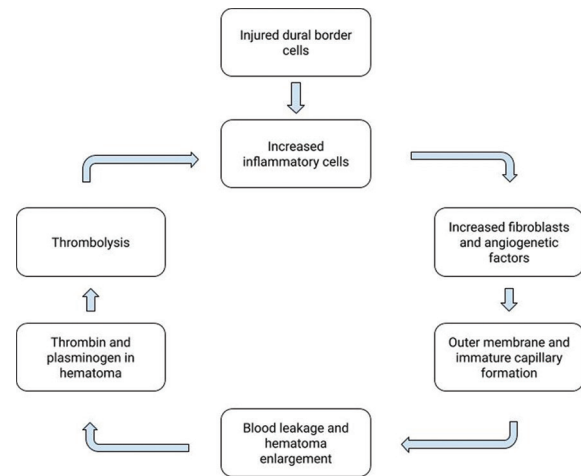 Injured dural border
cells
Increased
inflammatory cells
Increased fibroblasts
and angiogenetic
factors
Outer membrane and
immature capillary
formation
Blood leakage and
hematoma
enlargement
Thrombin and
plasminogen in
hematoma
Thrombolysis